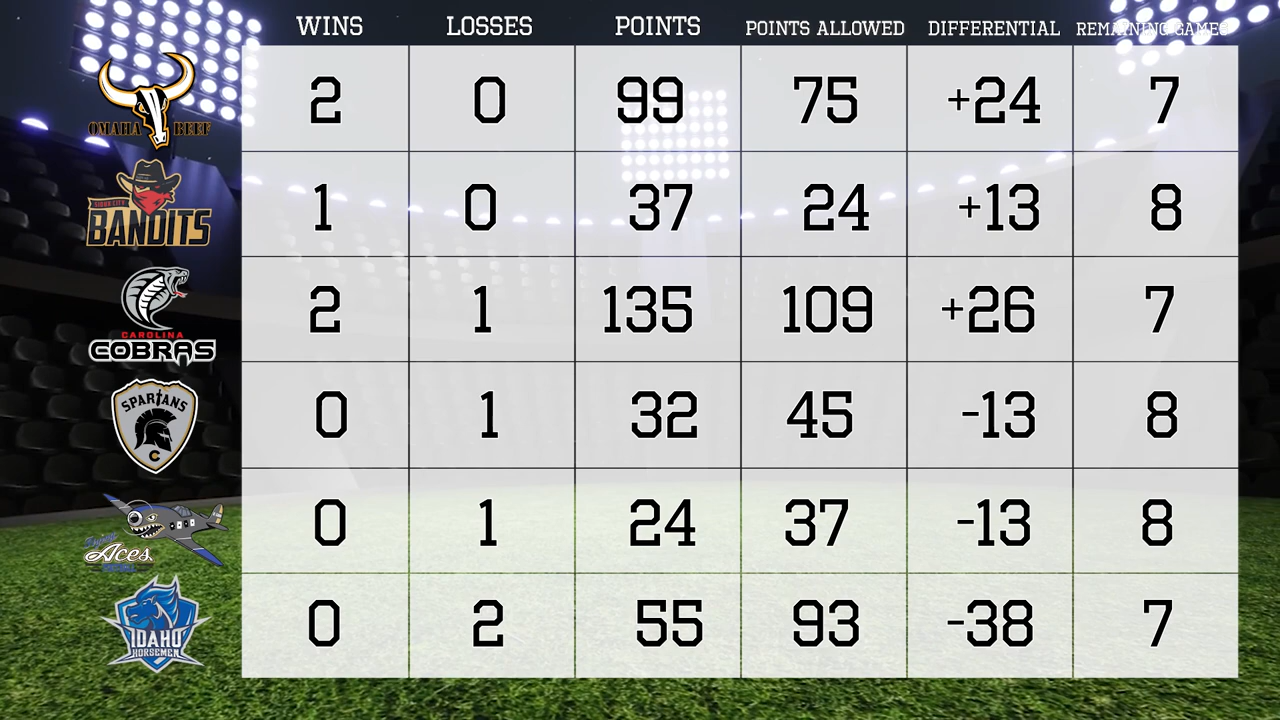 WINS LOSSES POINTS POINTS ALLOWED DIFFERENTIAL REMAINING GAMES
OMAHA BEEF 2 0 99 75 +24 7
SIOUX CITY
BANDITS 1 0 37 24 +13 8
CAROLINA
COBRAS 2 1 135 109 +26 7
SPARTANS
C 0 1 32 45 -13 8
Aces 0 1 24 37 -13 8
IDAHO
HORSEMEN 0 2 55 93 -38 7